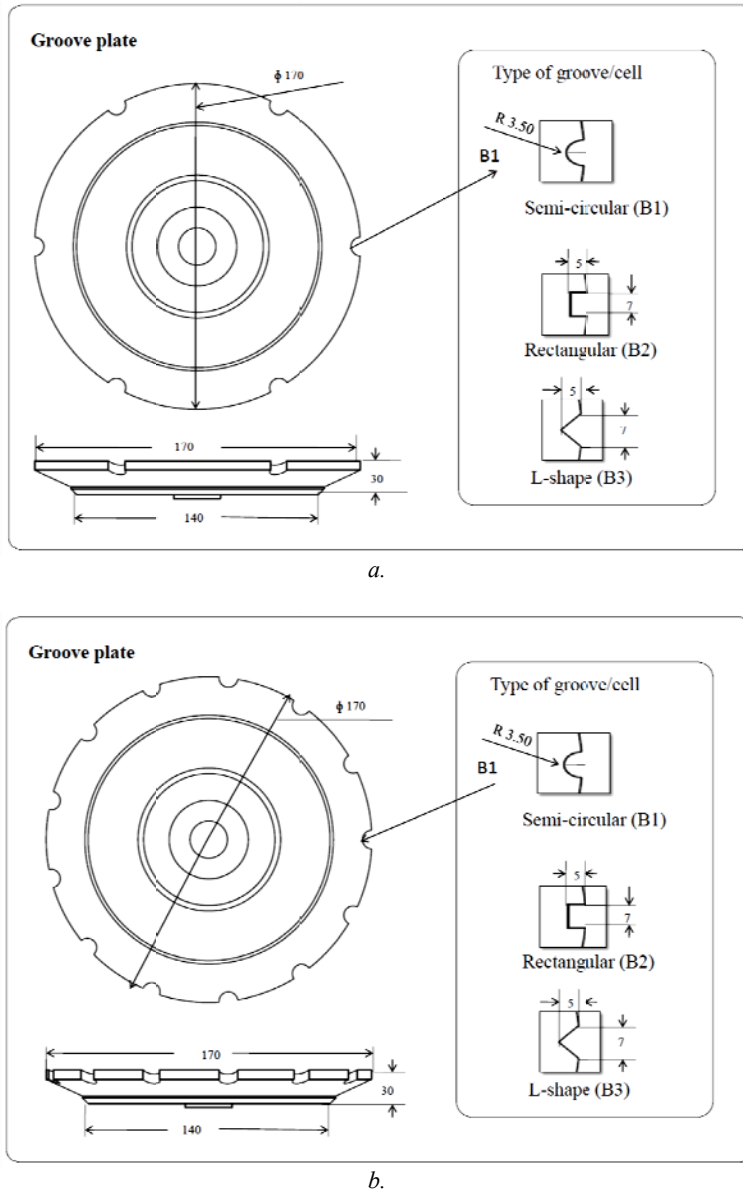 Groove plate
ϕ 170
B1
Type of groove/cell
R 3.50
Semi-circular (B1)
5
7
Rectangular (B2)
5
7
L-shape (B3)
170
30
140
a.
Groove plate
ϕ 170
B1
Type of groove/cell
R 3.50
Semi-circular (B1)
5
7
Rectangular (B2)
5
7
L-shape (B3)
170
30
140
b.